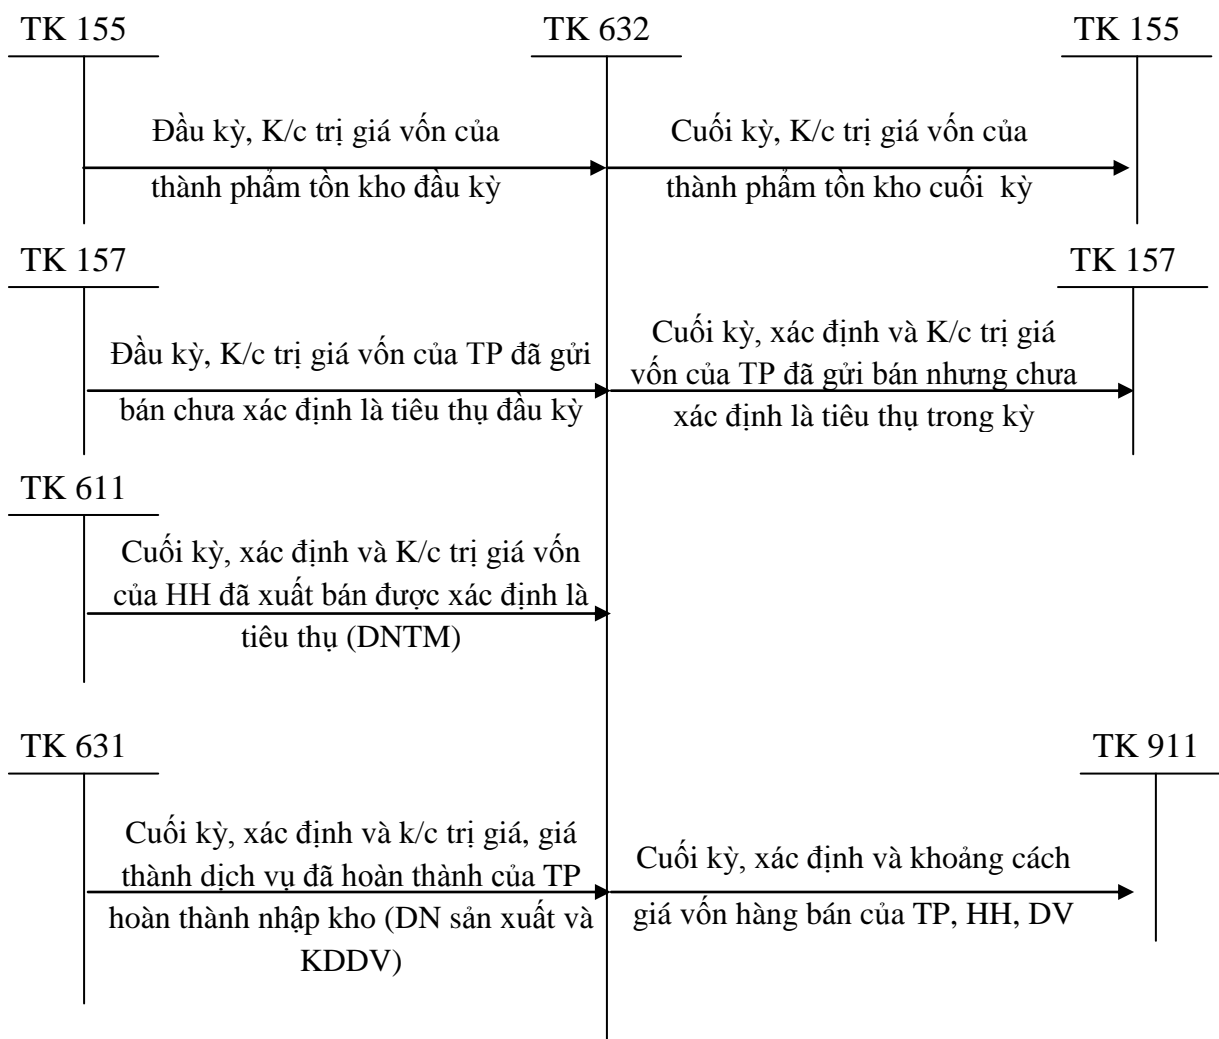 TK 155
TK 632
TK 155
Đầu kỳ, K/c trị giá vốn của
thành phẩm tồn kho đầu kỳ
Cuối kỳ, K/c trị giá vốn của
thành phẩm tồn kho cuối kỳ
TK 157
TK 157
Đầu kỳ, K/c trị giá vốn của TP đã gửi
bán chưa xác định là tiêu thụ đầu kỳ
Cuối kỳ, xác định và K/c trị giá
vốn của TP đã gửi bán nhưng chưa
xác định là tiêu thụ trong kỳ
TK 611
Cuối kỳ, xác định và K/c trị giá vốn
của HH đã xuất bán được xác định là
tiêu thụ (DNTM)
TK 631
TK 911
Cuối kỳ, xác định và k/c trị giá, giá
thành dịch vụ đã hoàn thành của TP
hoàn thành nhập kho (DN sản xuất và
KDDV)
Cuối kỳ, xác định và khoảng cách
giá vốn hàng bán của TP, HH, DV